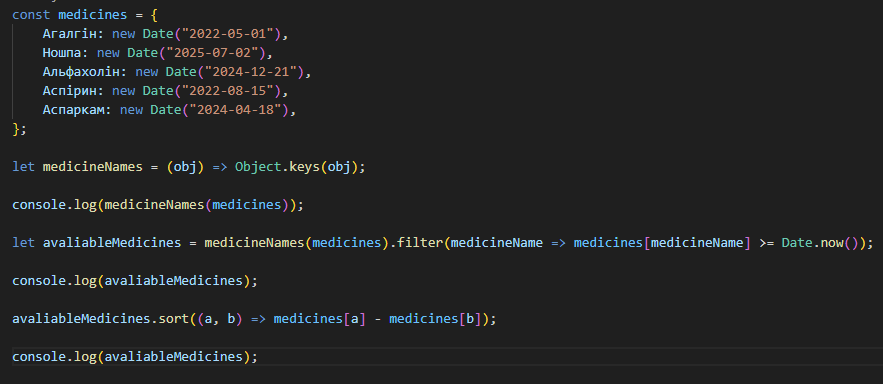 const medicines = {
    Агалгін: new Date("2022-05-01"),
    Ношпа: new Date("2025-07-02"),
    Альфахолін: new Date("2024-12-21"),
    Аспірин: new Date("2022-08-15"),
    Аспаркам: new Date("2024-04-18"),
};
let medicineNames = (obj) => Object.keys(obj);
console.log(medicineNames(medicines));
let avaliableMedicines = medicineNames(medicines).filter(medicineName => medicines[medicineName] >= Date.now());
console.log(avaliableMedicines);
avaliableMedicines.sort((a, b) => medicines[a] - medicines[b]);
console.log(avaliableMedicines);